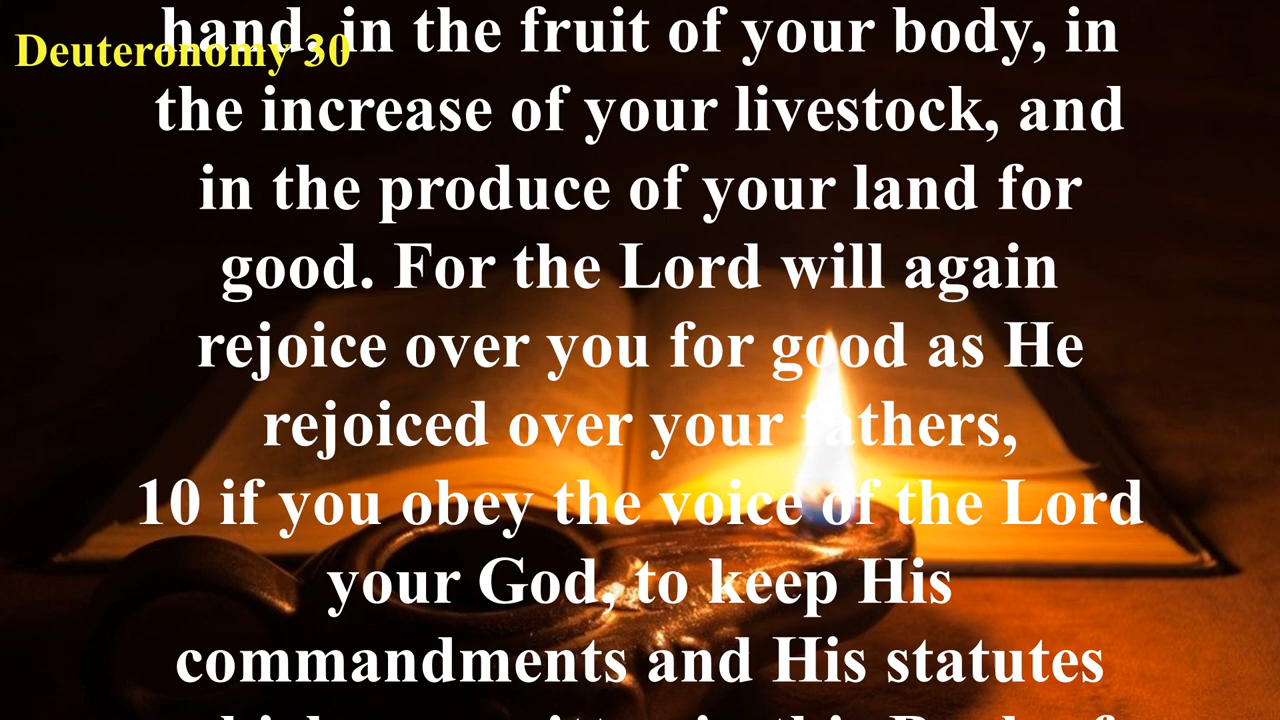 Deuteronomy 30
hand, in the fruit of your body, in
the increase of your livestock, and
in the produce of your land for
good. For the Lord will again
rejoice over you for good as He
rejoiced over your fathers,
10 if you obey the voice of the Lord
your God, to keep His
commandments and His statutes